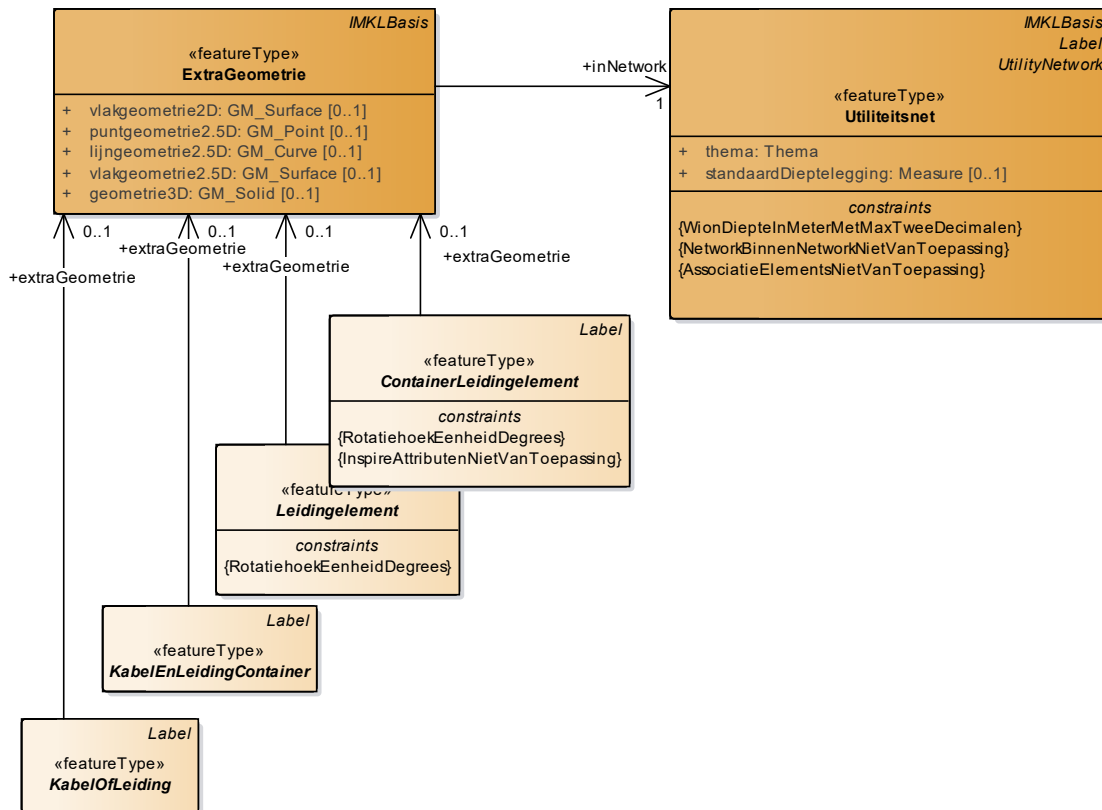 IMKLBasis
«featureType»
ExtraGeometrie
+ vlakgeometrie2D: GM_Surface [0..1]
+ puntgeometrie2.5D: GM_Point [0..1]
+ lijngeometrie2.5D: GM_Curve [0..1]
+ vlakgeometrie2.5D: GM_Surface [0..1]
+ geometrie3D: GM_Solid [0..1]
+inNetwork
1
IMKLBasis
Label
UtilityNetwork
«featureType»
Utiliteitsnet
+ thema: Thema
+ standaardDieptelegging: Measure [0..1]
constraints
{WionDiepteInMeterMetMaxTweeDecimalen}
{NetworkBinnenNetworkNietVanToepassing}
{AssociatieElementsNietVanToepassing}
0..1
+extraGeometrie
0..1
+extraGeometrie
0..1
+extraGeometrie
0..1
+extraGeometrie
Label
«featureType»
ContainerLeidingelement
constraints
{RotatiehoekEenheidDegrees}
{InspireAttributenNietVanToepassing}
«featureType»
Leidingelement
constraints
{RotatiehoekEenheidDegrees}
Label
«featureType»
KabelEnLeidingContainer
Label
«featureType»
KabelOfLeiding